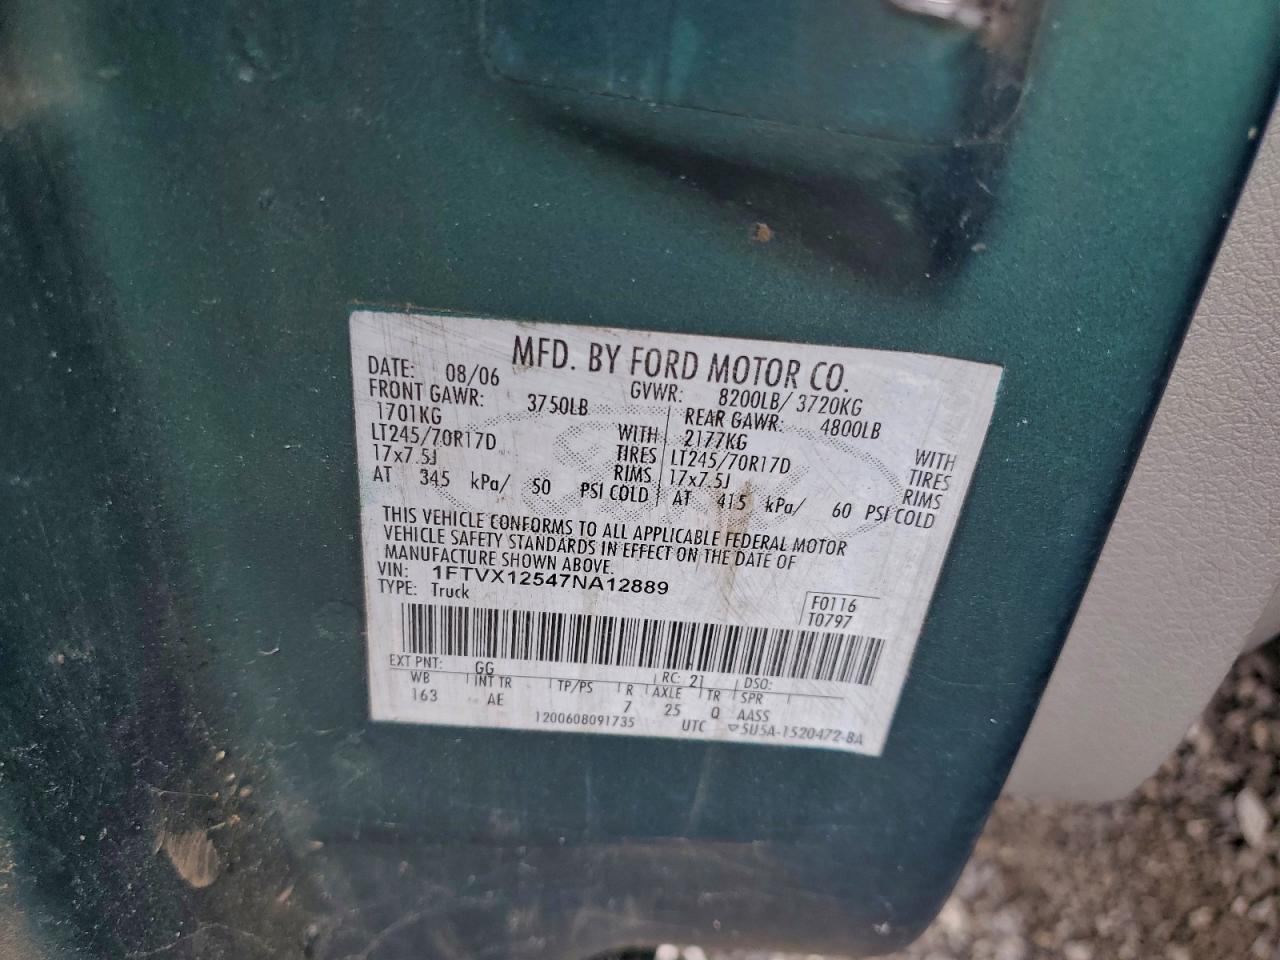 MFD. BY FORD MOTOR CO.
DATE: 08/06 GVWR: 8200LB/ 3720KG
FRONT GAWR: 3750LB REAR GAWR: 4800LB
1701KG WITH 2177KG WITH
LT245/70R17D TIRES LT245/70R17D TIRES
17x7.5J RIMS 17x7.5J RIMS
AT 345 kPa/ 50 PSI COLD AT 415 kPa/ 60 PSI COLD
THIS VEHICLE CONFORMS TO ALL APPLICABLE FEDERAL MOTOR
VEHICLE SAFETY STANDARDS IN EFFECT ON THE DATE OF
MANUFACTURE SHOWN ABOVE.
VIN: 1FTVX12547NA12889
TYPE: Truck
F0116
T0797
EXT PNT: GG RC: 21 DSO:
WB INT TR TP/PS R AXLE TR SPR
163 AE 7 25 Q AASS
1200608091735 UTC ▽5U5A-1520472-BA